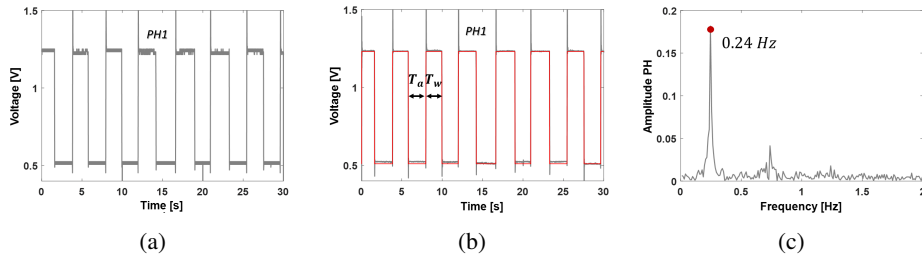 1.5
1
0.5
Voltage [V]
PH1
0 5 10 15 20 25 30
Time [s]
(a)
1.5
1
0.5
Voltage [V]
PH1
T_a T_w
0 5 10 15 20 25 30
Time [s]
(b)
0.2
0.15
0.1
0.05
0
Amplitude PH
0.24 Hz
0 0.5 1 1.5 2
Frequency [Hz]
(c)